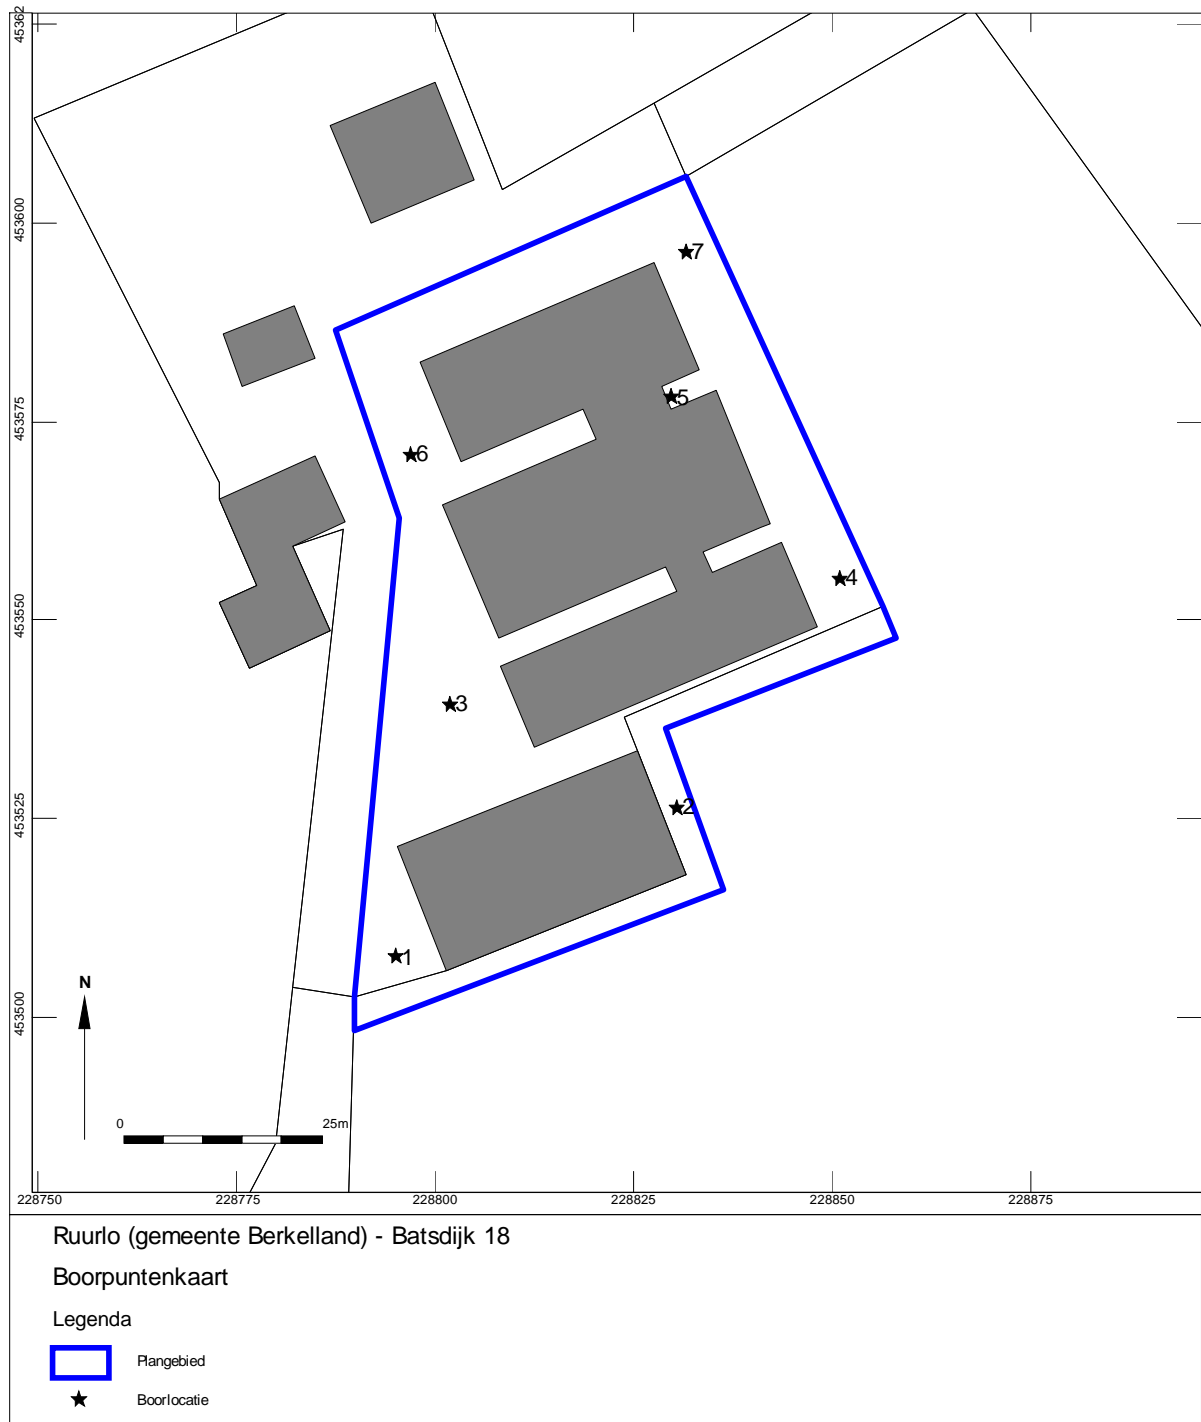 45362
453600
453575
453550
453525
453500
7
5
6
4
3
2
1
N
0 25m
228750 228775 228800 228825 228850 228875
Ruurlo (gemeente Berkelland) - Batsdijk 18
Boorpuntenkaart
Legenda
Plangebied
Boorlocatie